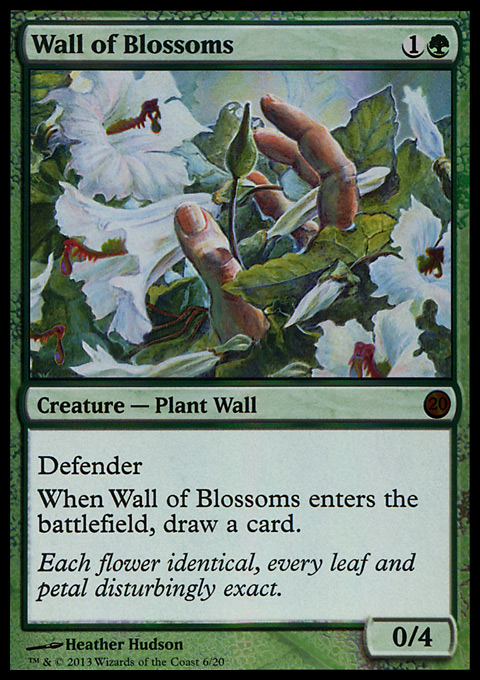 Wall of Blossoms 1
Creature — Plant Wall 20
Defender
When Wall of Blossoms enters the
battlefield, draw a card.
Each flower identical, every leaf and
petal disturbingly exact.
Heather Hudson
0/4
™ & © 2013 Wizards of the Coast 6/20